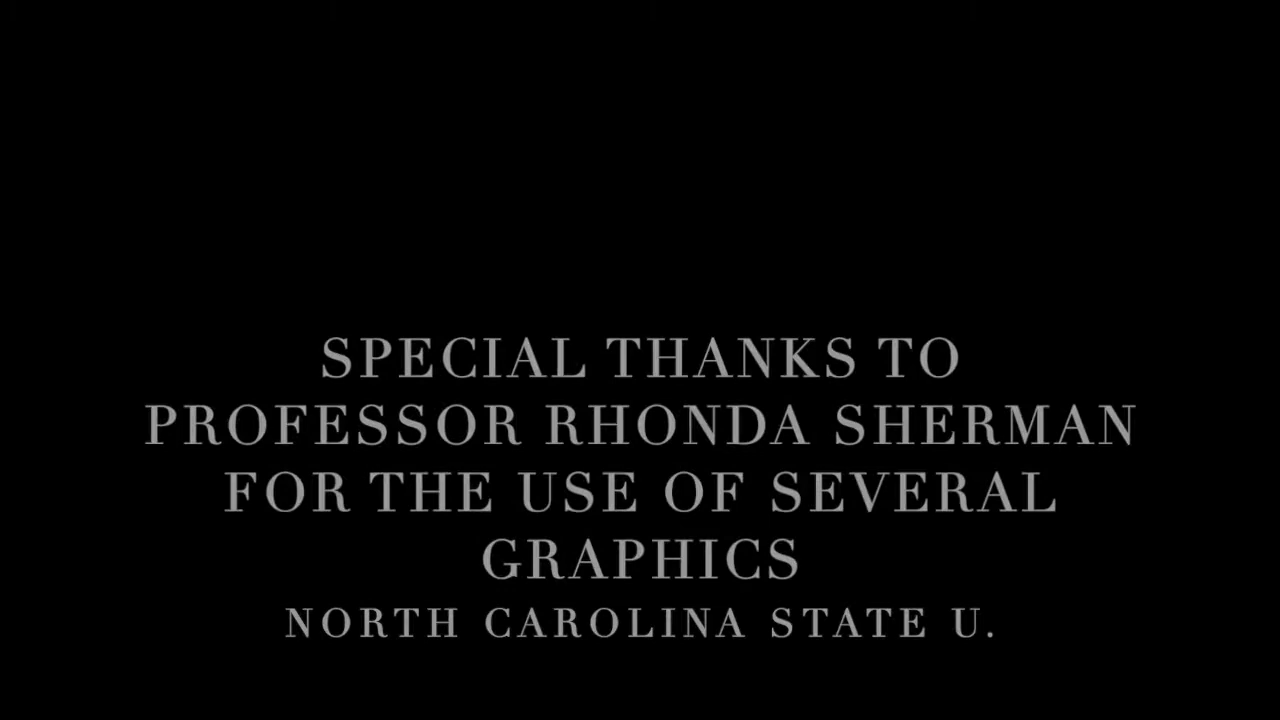 SPECIAL THANKS TO
PROFESSOR RHONDA SHERMAN
FOR THE USE OF SEVERAL
GRAPHICS
NORTH CAROLINA STATE U.